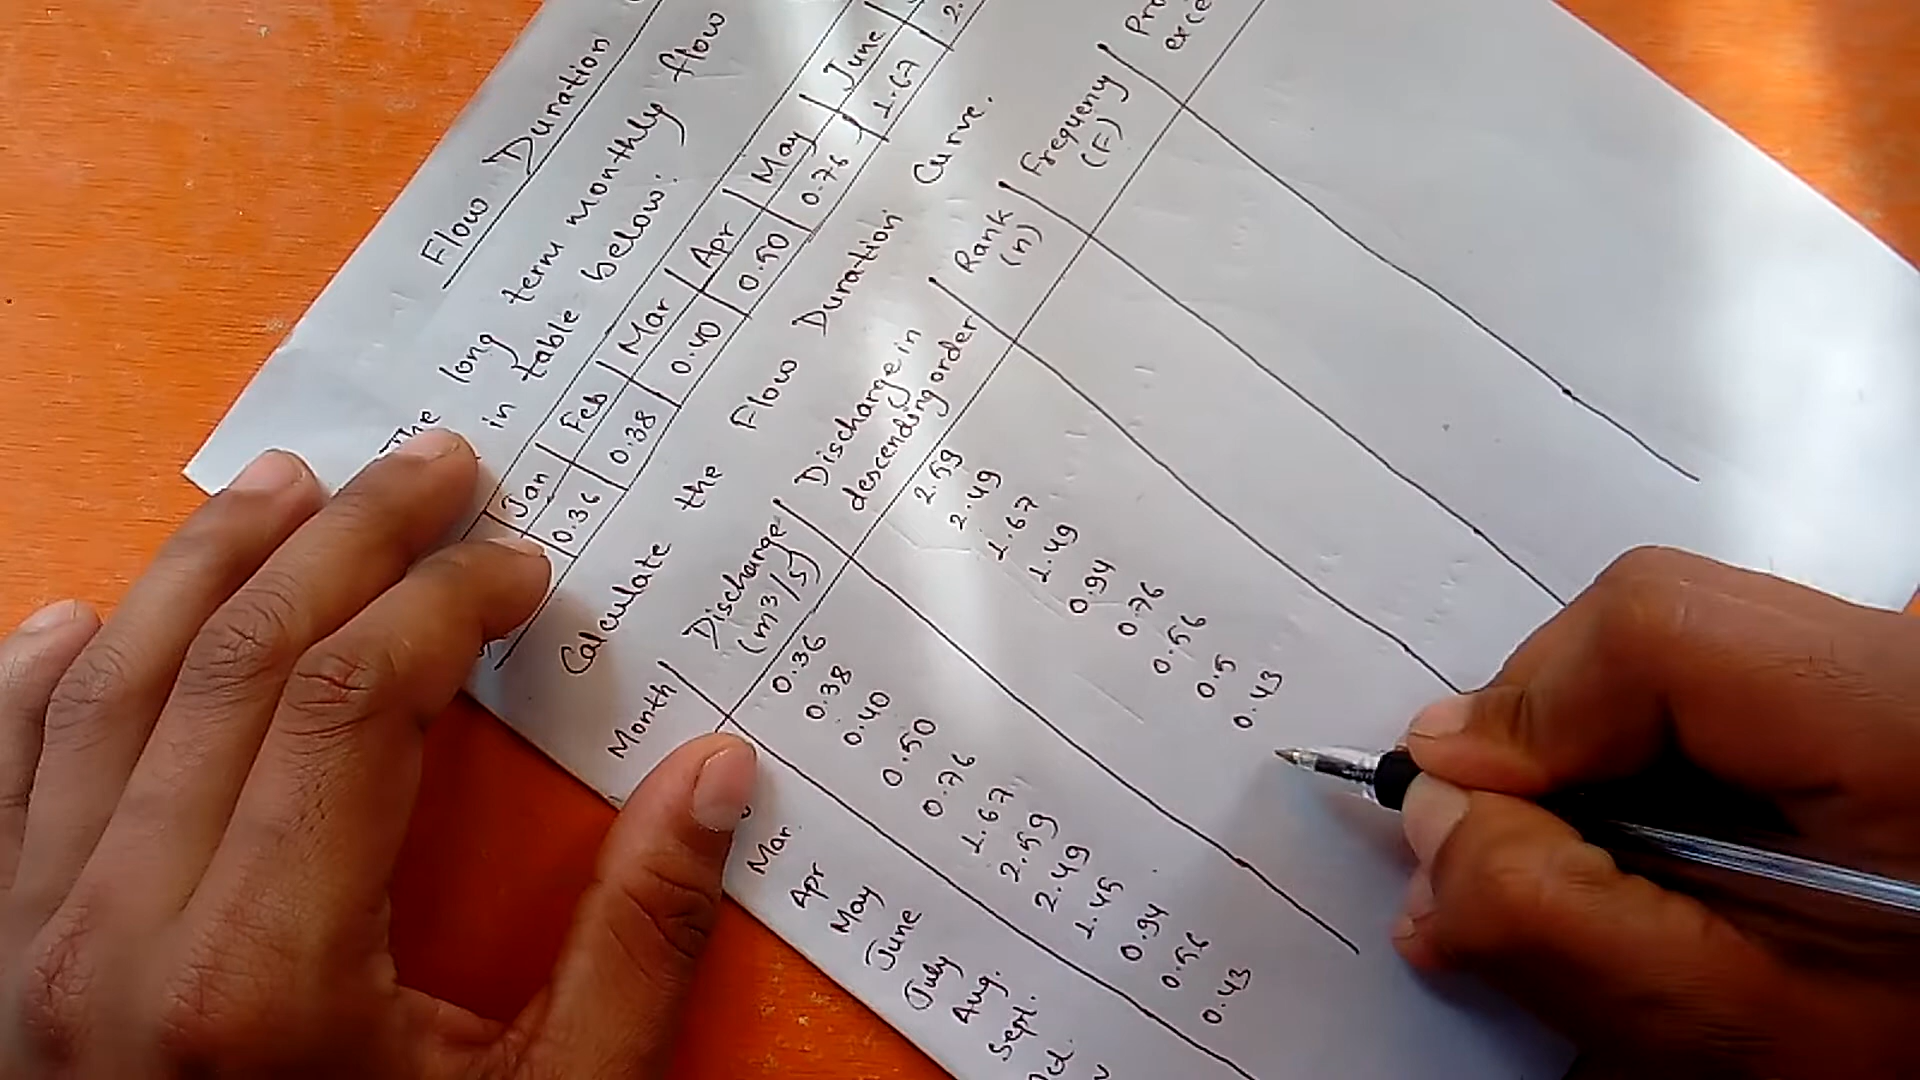 Flow Duration
The long term monthly flow
in table below:
Jan Feb Mar Apr May June
0.36 0.38 0.40 0.50 0.76 1.67 2.
Calculate the Flow Duration Curve.
Month Discharge (m³/s) Discharge in descending order Rank (n) Frequeny (F)
0.36 2.59
0.38 2.49
Mar. 0.40 1.67
Apr 0.50 1.49
May 0.76 0.94
June 1.67 0.76
July 2.59 0.56
Aug. 2.49 0.5
Sept. 1.45 0.43
0.94
0.56
0.43